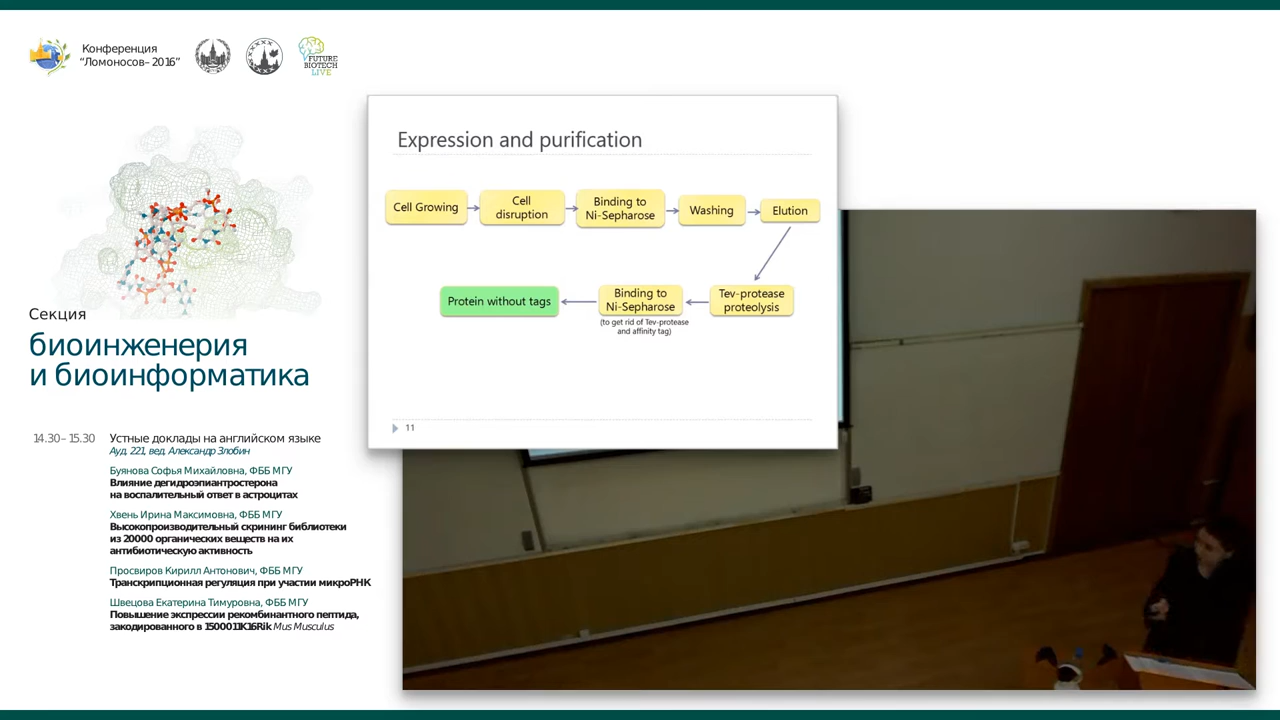 Конференция
“Ломоносов–2016”
FUTURE
BIOTECH
LIVE
Expression and purification
Cell Growing
Cell
disruption
Binding to
Ni-Sepharose
Washing
Elution
Tev-protease
proteolysis
Binding to
Ni-Sepharose
(to get rid of Tev-protease
and affinity tag)
Protein without tags
11
Секция
биоинженерия
и биоинформатика
14.30–15.30 Устные доклады на английском языке
Ауд. 221, вед. Александр Злобин
Буянова Софья Михайловна, ФББ МГУ
Влияние дегидроэпиантростерона
на воспалительный ответ в астроцитах
Хвень Ирина Максимовна, ФББ МГУ
Высокопроизводительный скрининг библиотеки
из 20000 органических веществ на их
антибиотическую активность
Просвиров Кирилл Антонович, ФББ МГУ
Транскрипционная регуляция при участии микроРНК
Швецова Екатерина Тимуровна, ФББ МГУ
Повышение экспрессии рекомбинантного пептида,
закодированного в 1500011K16Rik Mus Musculus